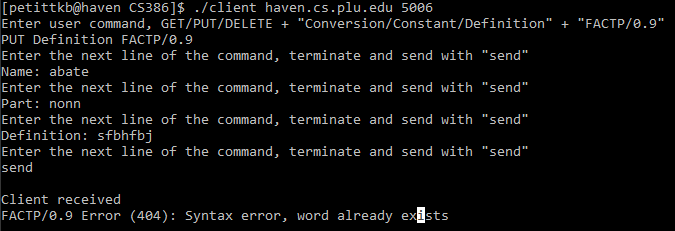 [petittkb@haven CS386]$ ./client haven.cs.plu.edu 5006
Enter user command, GET/PUT/DELETE + "Conversion/Constant/Definition" + "FACTP/0.9"
PUT Definition FACTP/0.9
Enter the next line of the command, terminate and send with "send"
Name: abate
Enter the next line of the command, terminate and send with "send"
Part: nonn
Enter the next line of the command, terminate and send with "send"
Definition: sfbhfbj
Enter the next line of the command, terminate and send with "send"
send
Client received
FACTP/0.9 Error (404): Syntax error, word already exists